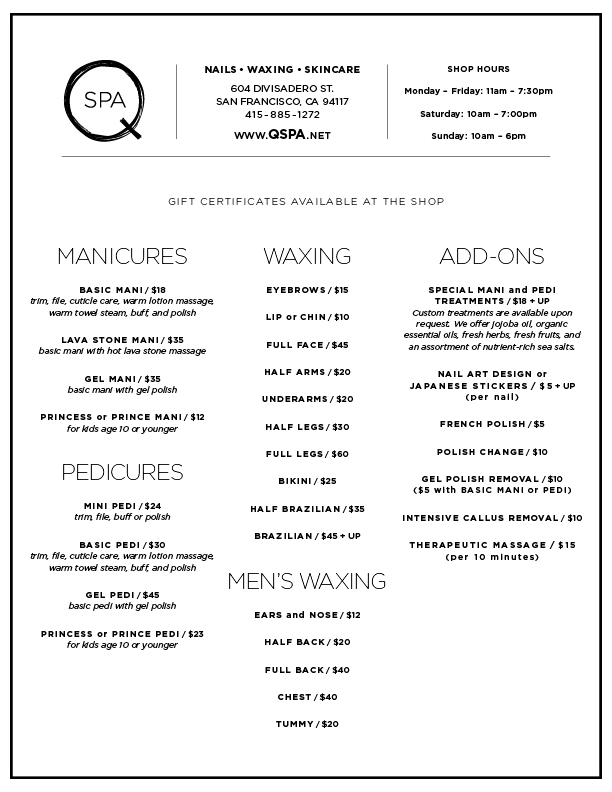 SPA
NAILS • WAXING • SKINCARE
604 DIVISADERO ST.
SAN FRANCISCO, CA 94117
415-885-1272
WWW.QSPA.NET
SHOP HOURS
Monday – Friday: 11am – 7:30pm
Saturday: 10am – 7:00pm
Sunday: 10am – 6pm
GIFT CERTIFICATES AVAILABLE AT THE SHOP
MANICURES
BASIC MANI / $18
trim, file, cuticle care, warm lotion massage,
warm towel steam, buff, and polish
LAVA STONE MANI / $35
basic mani with hot lava stone massage
GEL MANI / $35
basic mani with gel polish
PRINCESS or PRINCE MANI / $12
for kids age 10 or younger
PEDICURES
MINI PEDI / $24
trim, file, buff or polish
BASIC PEDI / $30
trim, file, cuticle care, warm lotion massage,
warm towel steam, buff, and polish
GEL PEDI / $45
basic pedi with gel polish
PRINCESS or PRINCE PEDI / $23
for kids age 10 or younger
WAXING
EYEBROWS / $15
LIP or CHIN / $10
FULL FACE / $45
HALF ARMS / $20
UNDERARMS / $20
HALF LEGS / $30
FULL LEGS / $60
BIKINI / $25
HALF BRAZILIAN / $35
BRAZILIAN / $45 + UP
MEN'S WAXING
EARS and NOSE / $12
HALF BACK / $20
FULL BACK / $40
CHEST / $40
TUMMY / $20
ADD-ONS
SPECIAL MANI and PEDI
TREATMENTS / $18 + UP
Custom treatments are available upon
request. We offer jojoba oil, organic
essential oils, fresh herbs, fresh fruits, and
an assortment of nutrient-rich sea salts.
NAIL ART DESIGN or
JAPANESE STICKERS / $5 + UP
(per nail)
FRENCH POLISH / $5
POLISH CHANGE / $10
GEL POLISH REMOVAL / $10
($5 with BASIC MANI or PEDI)
INTENSIVE CALLUS REMOVAL / $10
THERAPEUTIC MASSAGE / $15
(per 10 minutes)